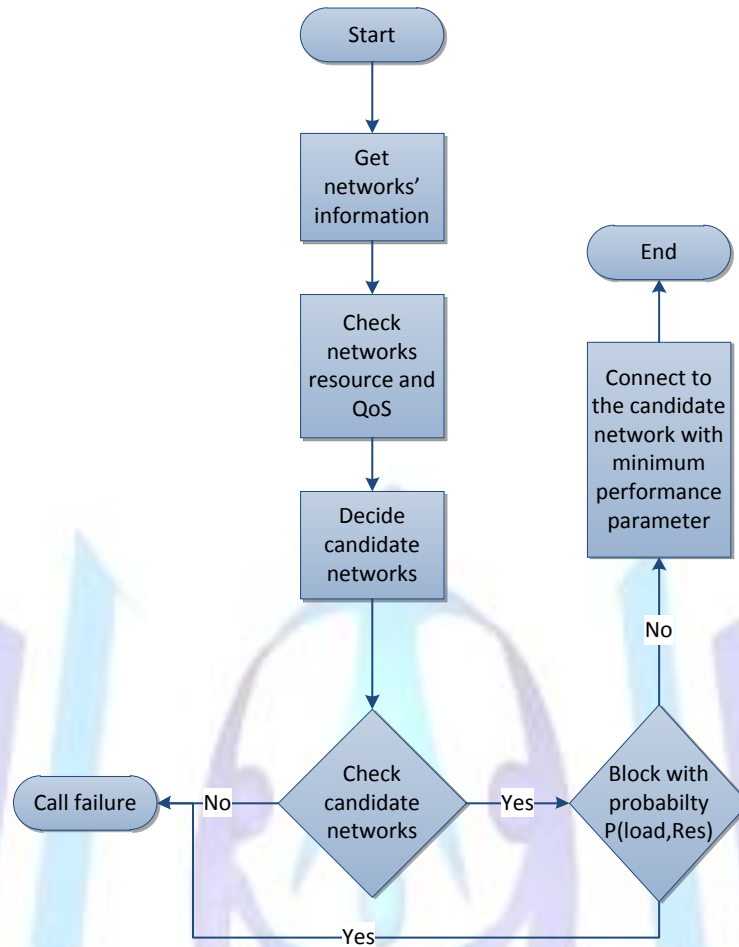 Start
Get
networks’
information
Check
networks
resource and
QoS
Decide
candidate
networks
Check
candidate
networks
No
Call failure
Yes
Block with
probabilty
P(load,Res)
Yes
No
Connect to
the candidate
network with
minimum
performance
parameter
End